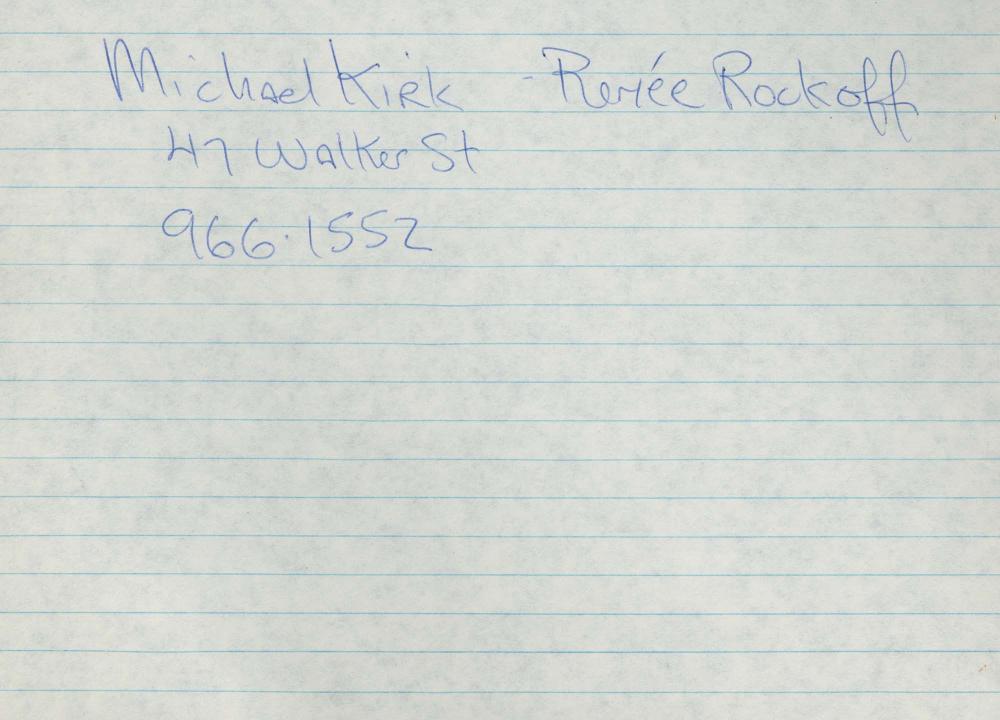 Michael Kirk - Renée Rockoff
47 Walker St
966·1552